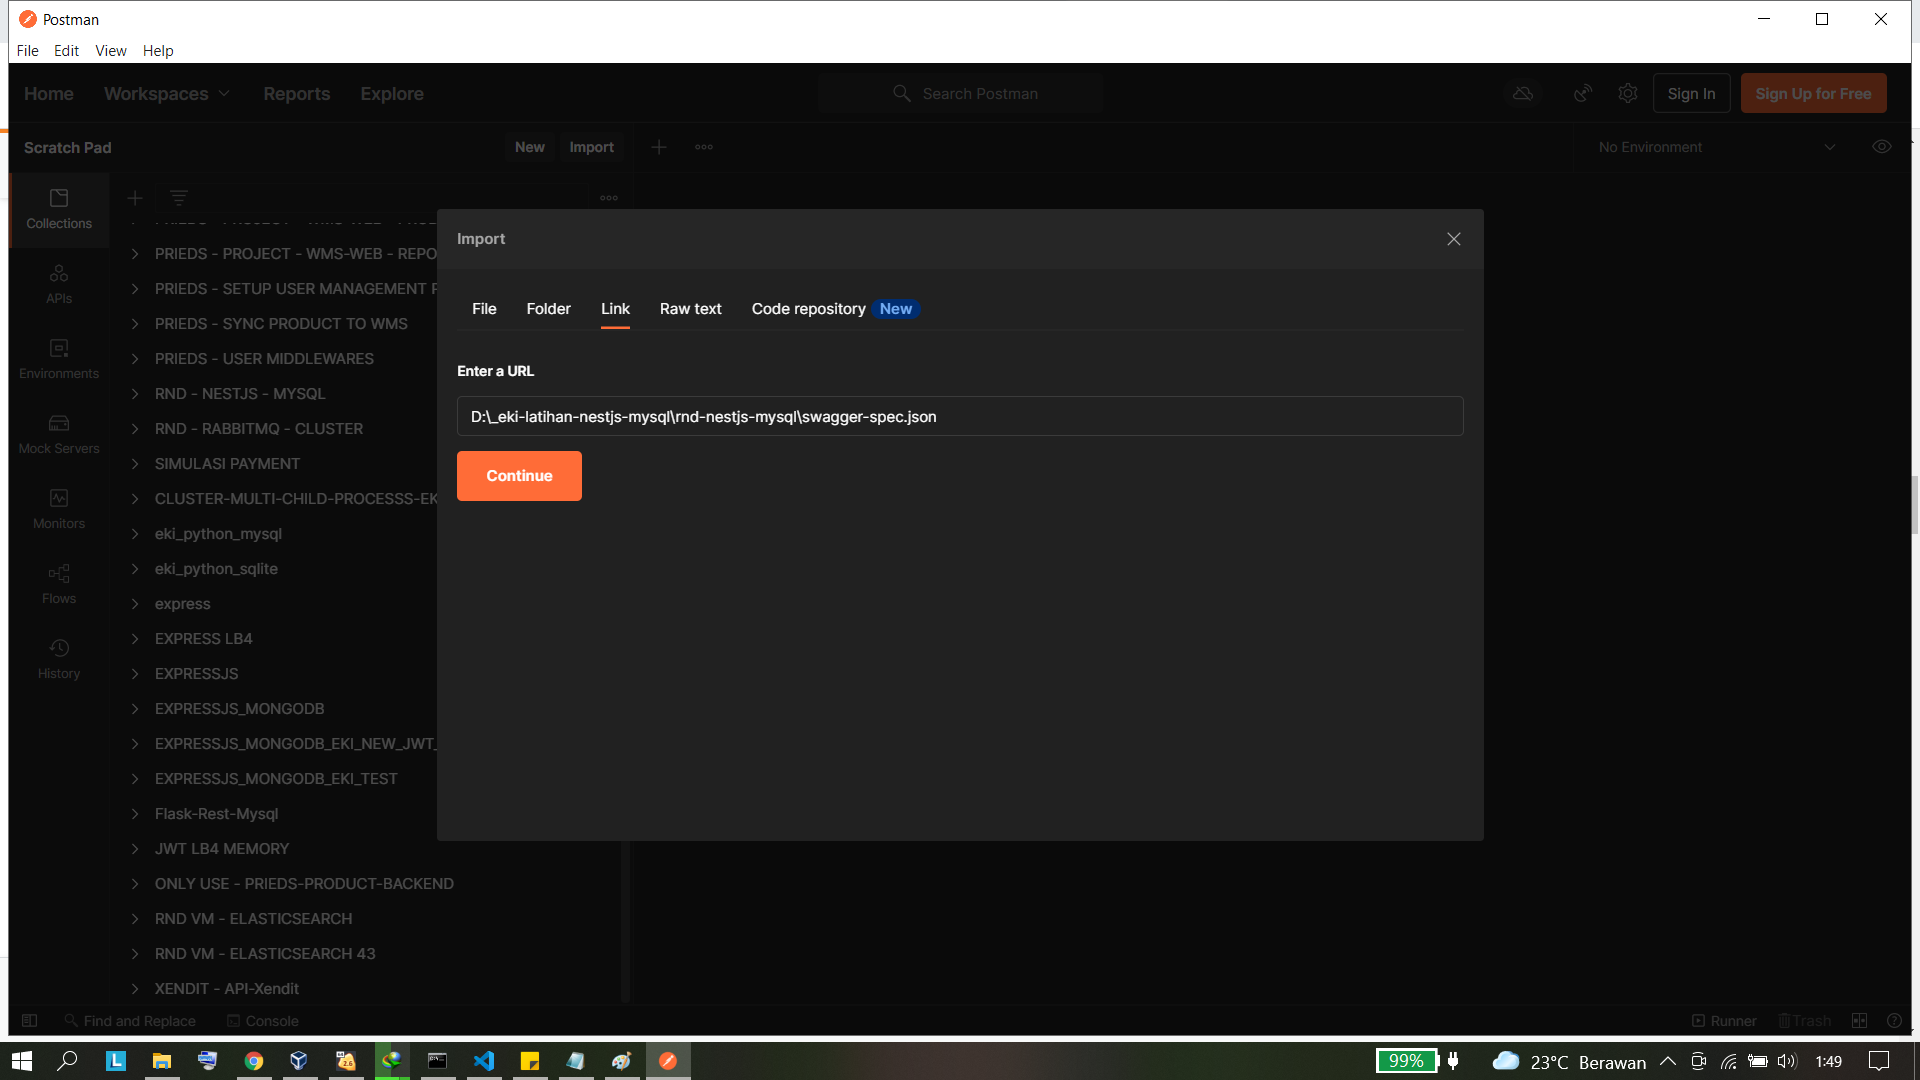 Postman
File Edit View Help
Home Workspaces Reports Explore Search Postman Sign In Sign Up for Free
Scratch Pad New Import No Environment
Collections
APIs
Environments
Mock Servers
Monitors
Flows
History
PRIEDS - PROJECT - WMS-WEB - REPO
PRIEDS - SETUP USER MANAGEMENT
PRIEDS - SYNC PRODUCT TO WMS
PRIEDS - USER MIDDLEWARES
RND - NESTJS - MYSQL
RND - RABBITMQ - CLUSTER
SIMULASI PAYMENT
CLUSTER-MULTI-CHILD-PROCESSS-EK
eki_python_mysql
eki_python_sqlite
express
EXPRESS LB4
EXPRESSJS
EXPRESSJS_MONGODB
EXPRESSJS_MONGODB_EKI_NEW_JWT_
EXPRESSJS_MONGODB_EKI_TEST
Flask-Rest-Mysql
JWT LB4 MEMORY
ONLY USE - PRIEDS-PRODUCT-BACKEND
RND VM - ELASTICSEARCH
RND VM - ELASTICSEARCH 43
XENDIT - API-Xendit
Import
File Folder Link Raw text Code repository New
Enter a URL
D:\_eki-latihan-nestjs-mysql\rnd-nestjs-mysql\swagger-spec.json
Continue
Find and Replace Console Runner Trash
99% 23°C Berawan 1:49